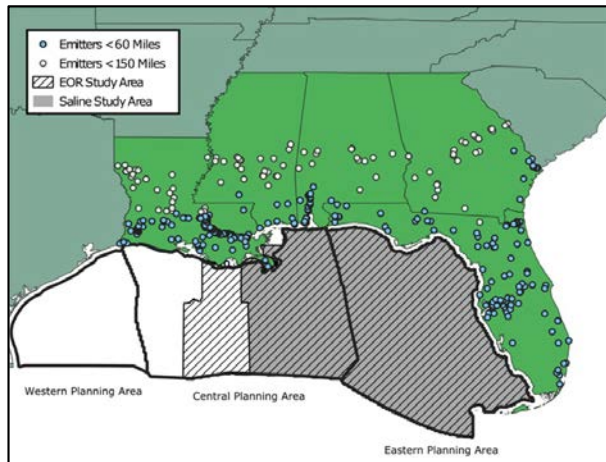 Emitters <60 Miles
Emitters <150 Miles
EOR Study Area
Saline Study Area
Western Planning Area
Central Planning Area
Eastern Planning Area